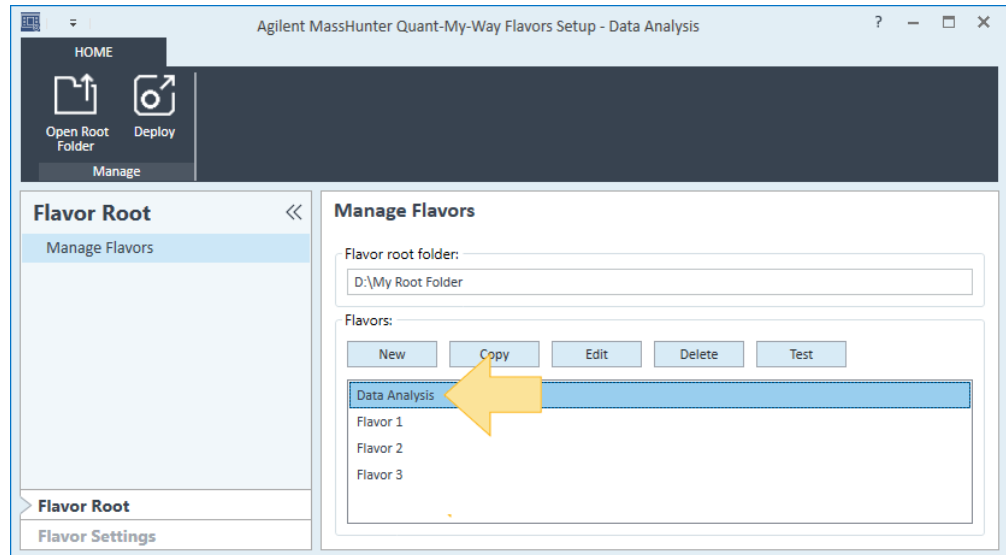 Agilent MassHunter Quant-My-Way Flavors Setup - Data Analysis
?
HOME
Open Root
Folder
Deploy
Manage
Flavor Root
Manage Flavors
Flavor Root
Flavor Settings
Manage Flavors
Flavor root folder:
D:\My Root Folder
Flavors:
New Copy Edit Delete Test
Data Analysis
Flavor 1
Flavor 2
Flavor 3